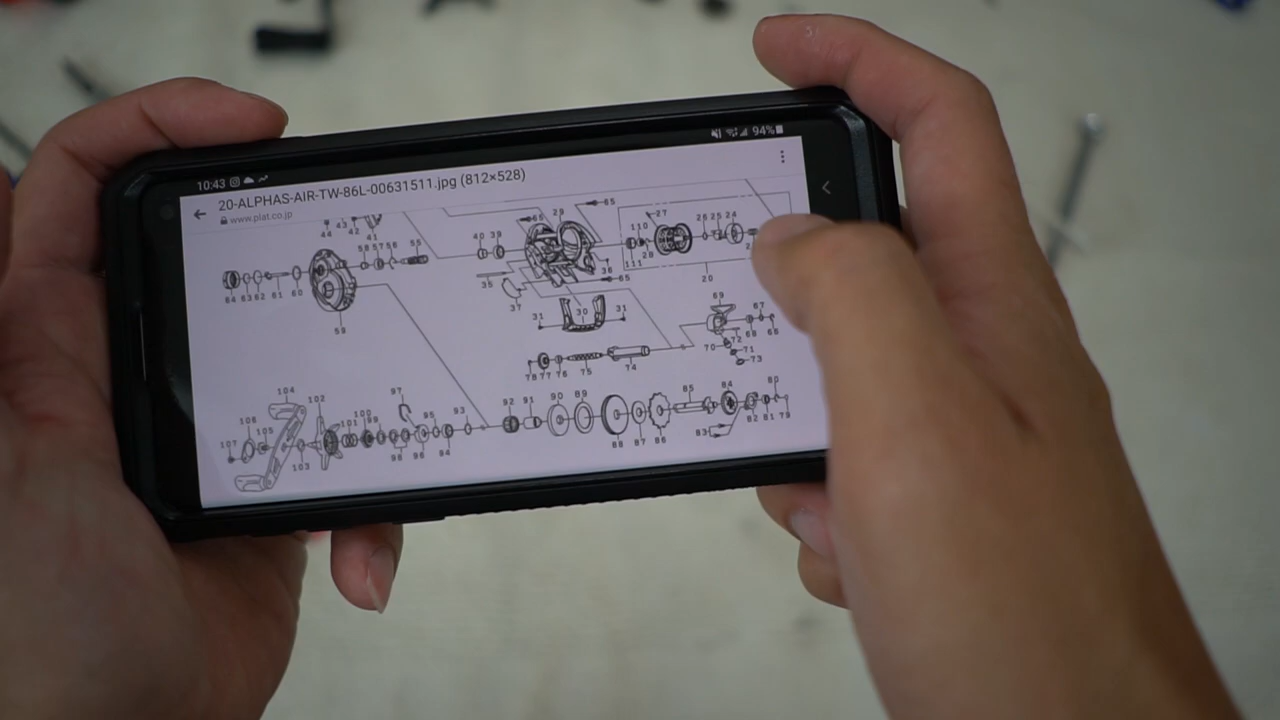 10:43
94%
20-ALPHAS-AIR-TW-86L-00631511.jpg (812×528)
www.plat.co.jp
44 43 42
41
58 57 56 55
40 39
65 29 65
110 27
26 25 24
28
111
64 63 62 61 60
35
36
65
37
20
59
31 30 31
69
67
68 66
72
70 71
73
78 77 76 75 74
104
102
97
106 105
101 100 99
95 93
92 91 90 89
85 84 80
107
103
98 96 94
88 87 86
83
82 81 79